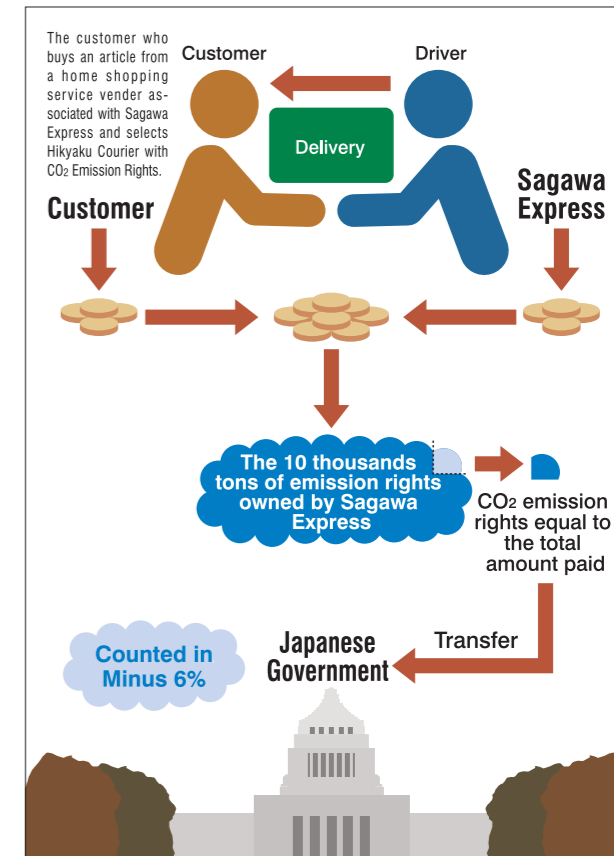 The customer who
buys an article from
a home shopping
service vender as-
sociated with Sagawa
Express and selects
Hikyaku Courier with
CO2 Emission Rights.
Customer
Driver
Delivery
Customer
Sagawa
Express
The 10 thousands
tons of emission rights
owned by Sagawa
Express
CO2 emission
rights equal to
the total
amount paid
Transfer
Japanese
Government
Counted in
Minus 6%